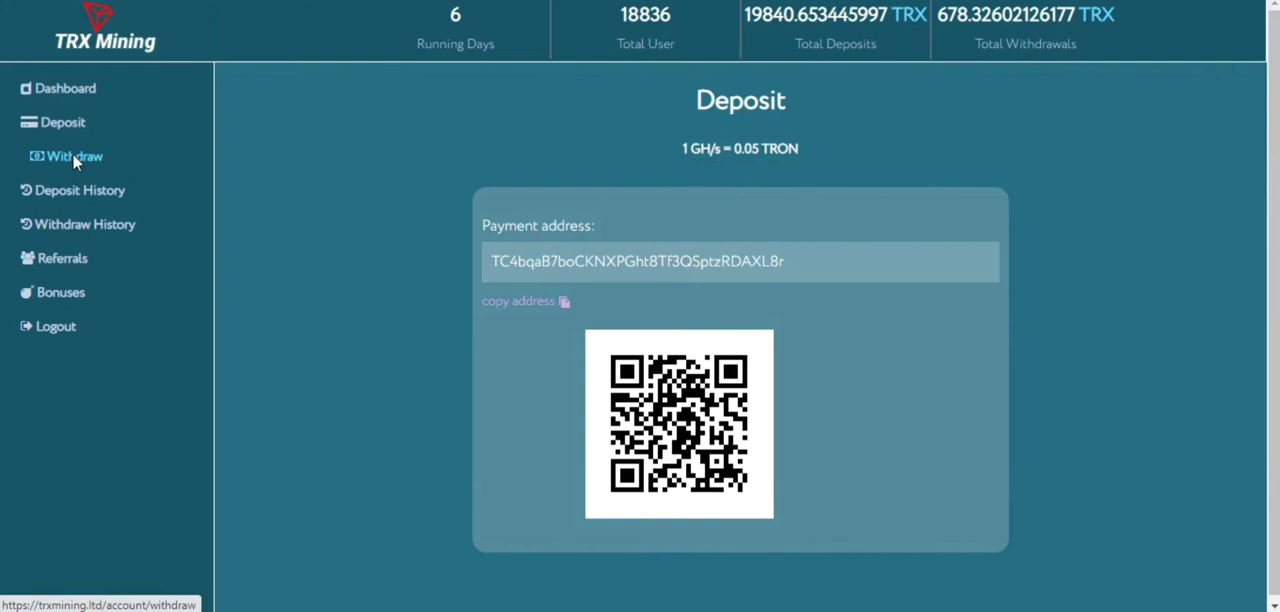 TRX Mining
6
Running Days
18836
Total User
19840.653445997 TRX
Total Deposits
678.32602126177 TRX
Total Withdrawals
Dashboard
Deposit
Withdraw
Deposit History
Withdraw History
Referrals
Bonuses
Logout
Deposit
1 GH/s = 0.05 TRON
Payment address:
TC4bqaB7boCKNXPGht8Tf3QSptzRDAXL8r
copy address
https://trxmining.ltd/account/withdraw